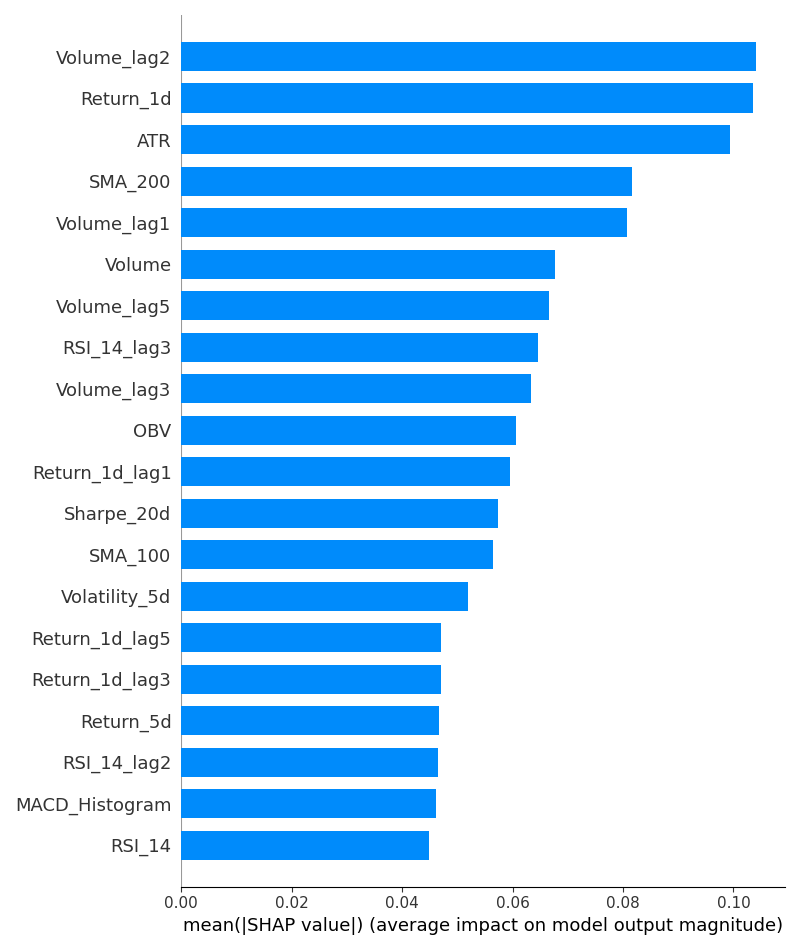 Volume_lag2
Return_1d
ATR
SMA_200
Volume_lag1
Volume
Volume_lag5
RSI_14_lag3
Volume_lag3
OBV
Return_1d_lag1
Sharpe_20d
SMA_100
Volatility_5d
Return_1d_lag5
Return_1d_lag3
Return_5d
RSI_14_lag2
MACD_Histogram
RSI_14
0.00 0.02 0.04 0.06 0.08 0.10
mean(|SHAP value|) (average impact on model output magnitude)